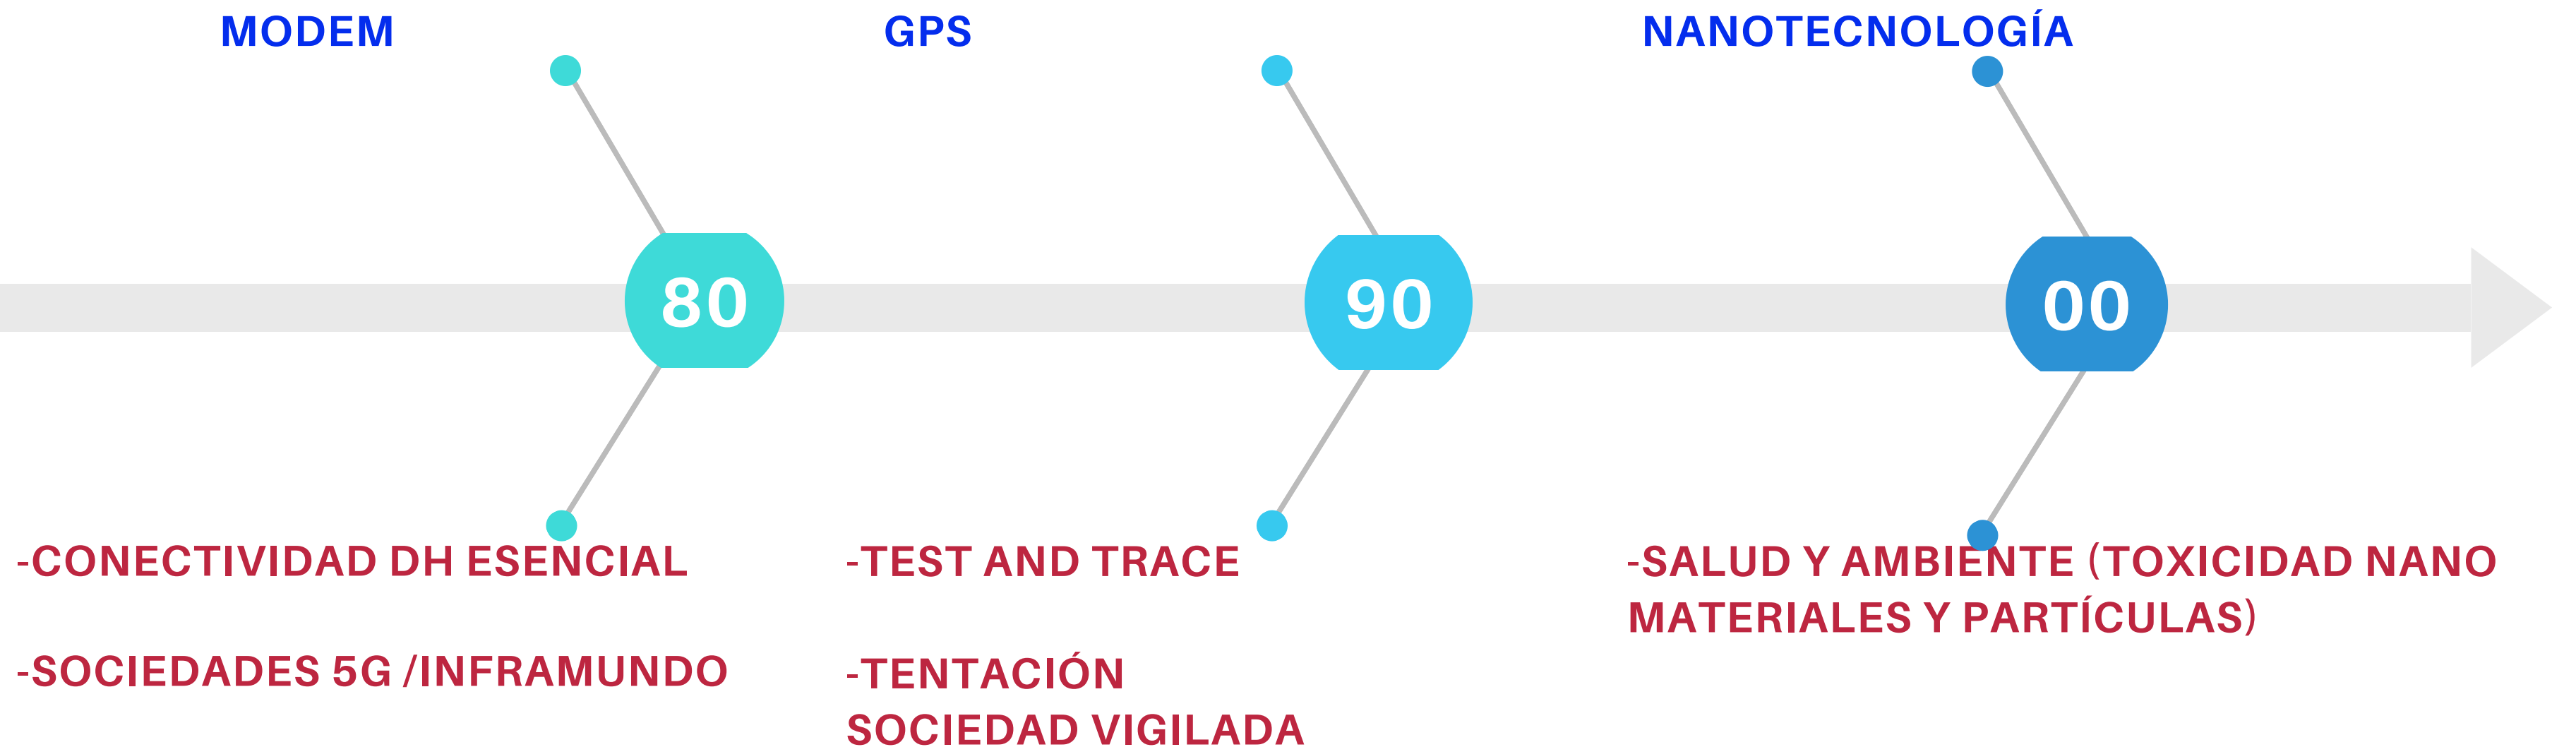 MODEM
GPS
NANOTECNOLOGÍA
80
90
00
-CONECTIVIDAD DH ESENCIAL
-SOCIEDADES 5G /INFRAMUNDO
-TEST AND TRACE
-TENTACIÓN
SOCIEDAD VIGILADA
-SALUD Y AMBIENTE (TOXICIDAD NANO
MATERIALES Y PARTÍCULAS)